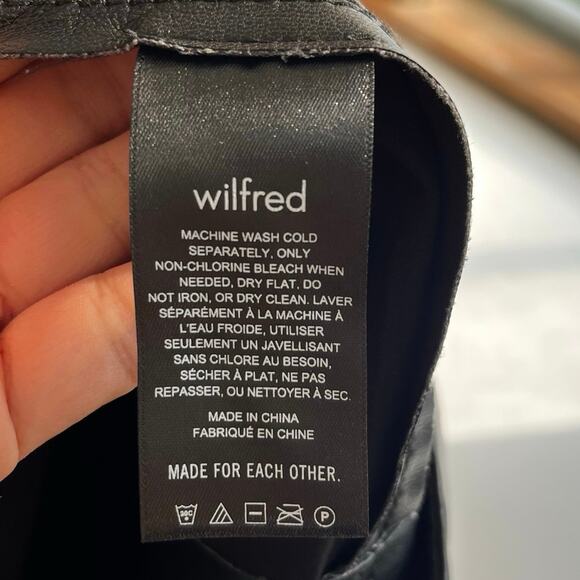 wilfred
MACHINE WASH COLD
SEPARATELY, ONLY
NON-CHLORINE BLEACH WHEN
NEEDED, DRY FLAT, DO
NOT IRON, OR DRY CLEAN. LAVER
SÉPARÉMENT À LA MACHINE À
L'EAU FROIDE, UTILISER
SEULEMENT UN JAVELLISANT
SANS CHLORE AU BESOIN,
SÉCHER À PLAT, NE PAS
REPASSER, OU NETTOYER À SEC.
MADE IN CHINA
FABRIQUÉ EN CHINE
MADE FOR EACH OTHER.
30C P